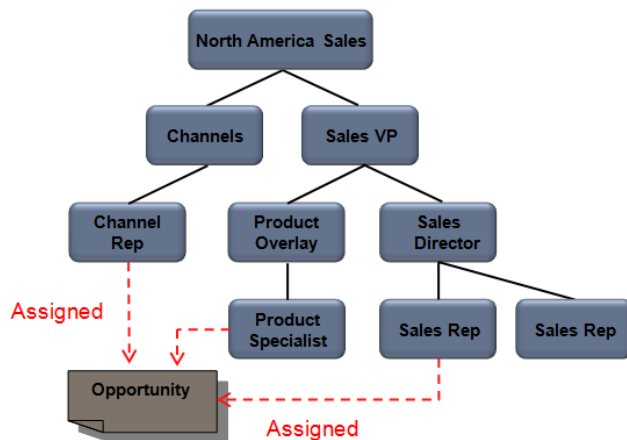 North America Sales
Channels
Sales VP
Channel
Rep
Product
Overlay
Sales
Director
Assigned
Product
Specialist
Sales Rep
Sales Rep
Opportunity
Assigned